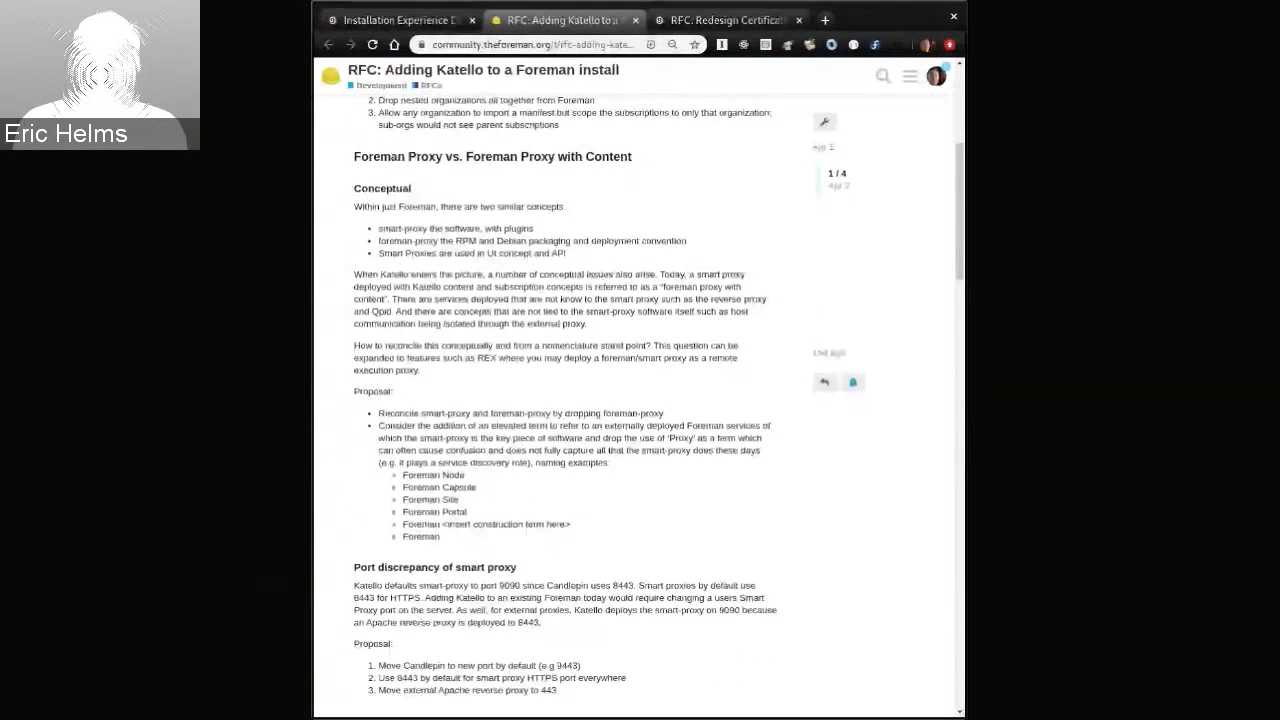 Eric Helms
Installation Experience D
RFC: Adding Katello to a
RFC: Redesign Certificat
community.theforeman.org/t/rfc-adding-kate...
RFC: Adding Katello to a Foreman install
Development RFCs
2. Drop nested organizations all together from Foreman
3. Allow any organization to import a manifest but scope the subscriptions to only that organization;
sub-orgs would not see parent subscriptions
Foreman Proxy vs. Foreman Proxy with Content
Conceptual
Within just Foreman, there are two similar concepts.
• smart-proxy the software, with plugins
• foreman-proxy the RPM and Debian packaging and deployment convention
• Smart Proxies are used in UI concept and API
When Katello enters the picture, a number of conceptual issues also arise. Today, a smart proxy
deployed with Katello content and subscription concepts is referred to as a "foreman proxy with
content". There are services deployed that are not know to the smart proxy such as the reverse proxy
and Qpid. And there are concepts that are not tied to the smart-proxy software itself such as host
communication being isolated through the external proxy.
How to reconcile this conceptually and from a nomenclature stand point? This question can be
expanded to features such as REX where you may deploy a foreman/smart proxy as a remote
execution proxy.
Proposal:
• Reconcile smart-proxy and foreman-proxy by dropping foreman-proxy
• Consider the addition of an elevated term to refer to an externally deployed Foreman services of
which the smart-proxy is the key piece of software and drop the use of 'Proxy' as a term which
can often cause confusion and does not fully capture all that the smart-proxy does these days
(e.g. it plays a service discovery role), naming examples:
Foreman Node
Foreman Capsule
Foreman Site
Foreman Portal
Foreman <insert construction term here>
Foreman
Port discrepancy of smart proxy
Katello defaults smart-proxy to port 9090 since Candlepin uses 8443. Smart proxies by default use
8443 for HTTPS. Adding Katello to an existing Foreman today would require changing a users Smart
Proxy port on the server. As well, for external proxies, Katello deploys the smart-proxy on 9090 because
an Apache reverse proxy is deployed to 8443.
Proposal:
1. Move Candlepin to new port by default (e.g 9443)
2. Use 8443 by default for smart proxy HTTPS port everywhere
3. Move external Apache reverse proxy to 443
1 / 4
Apr 2